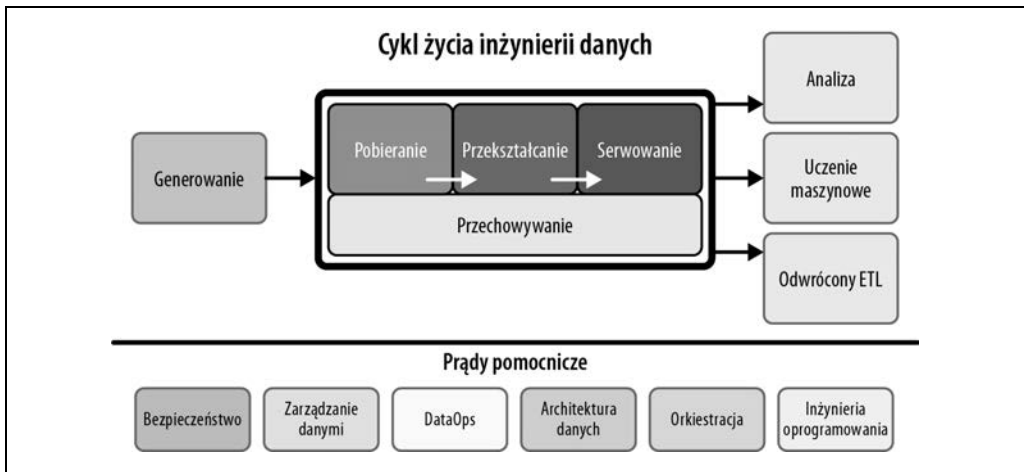 Cykl życia inżynierii danych
Generowanie
Pobieranie
Przekształcanie
Serwowanie
Przechowywanie
Analiza
Uczenie
maszynowe
Odwrócony ETL
Prądy pomocnicze
Bezpieczeństwo
Zarządzanie
danymi
DataOps
Architektura
danych
Orkiestracja
Inżynieria
oprogramowania